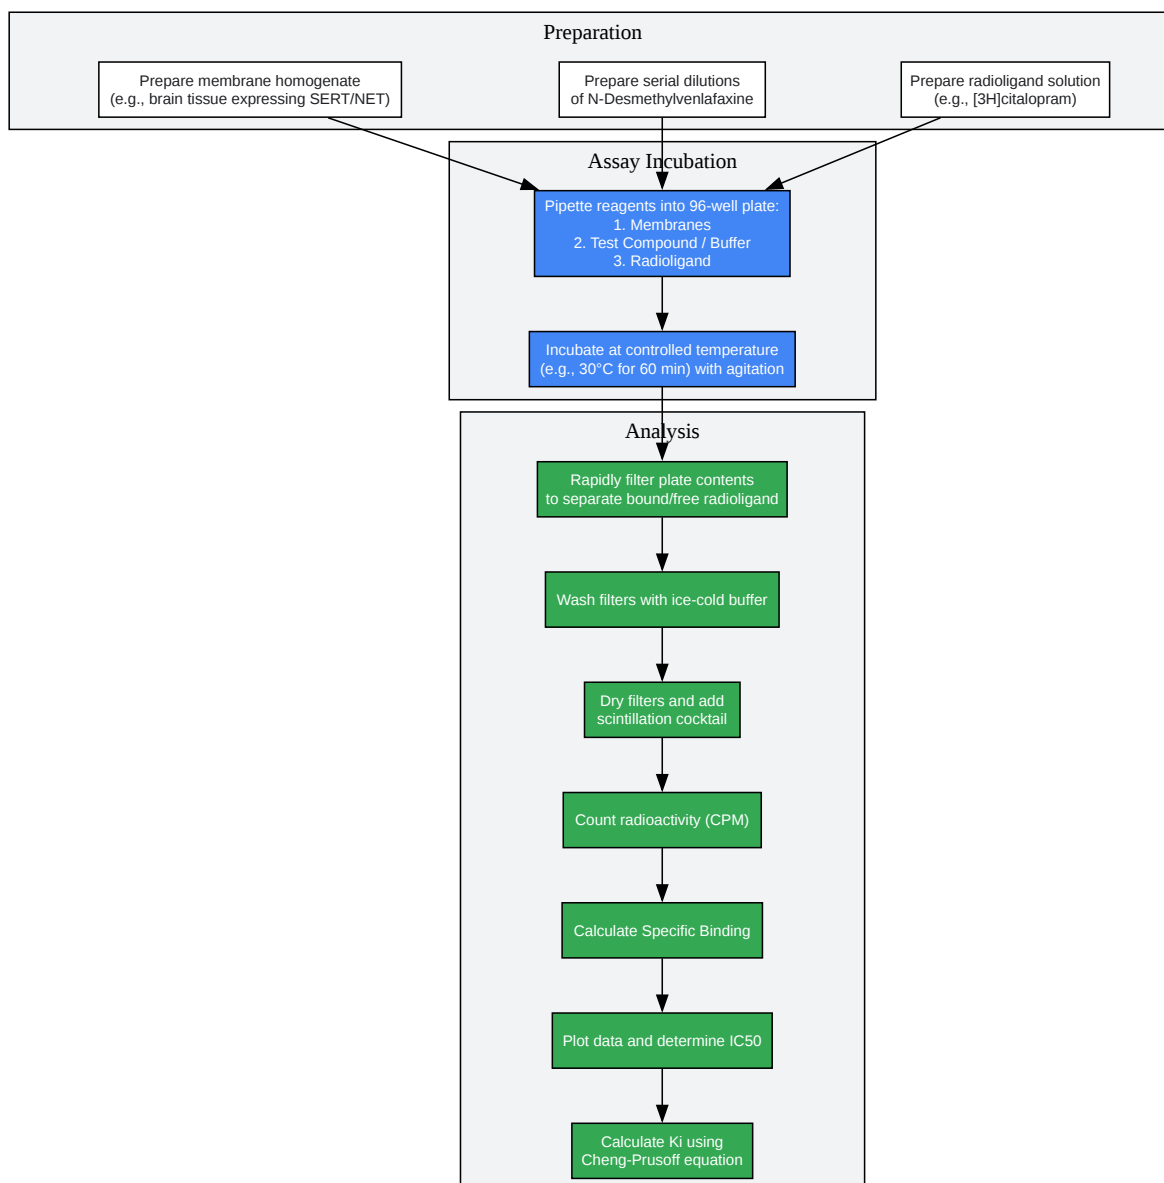 Preparation
Prepare membrane homogenate
(e.g., brain tissue expressing SERT/NET)
Prepare serial dilutions
of N-Desmethylvenlafaxine
Prepare radioligand solution
(e.g., [3H]citalopram)
Assay Incubation
Pipette reagents into 96-well plate:
1. Membranes
2. Test Compound / Buffer
3. Radioligand
Incubate at controlled temperature
(e.g., 30°C for 60 min) with agitation
Analysis
Rapidly filter plate contents
to separate bound/free radioligand
Wash filters with ice-cold buffer
Dry filters and add
scintillation cocktail
Count radioactivity (CPM)
Calculate Specific Binding
Plot data and determine IC50
Calculate Ki using
Cheng-Prusoff equation